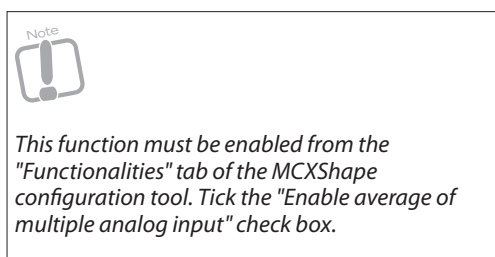 Note
This function must be enabled from the
"Functionalities" tab of the MCXShape
configuration tool. Tick the "Enable average of
multiple analog input" check box.